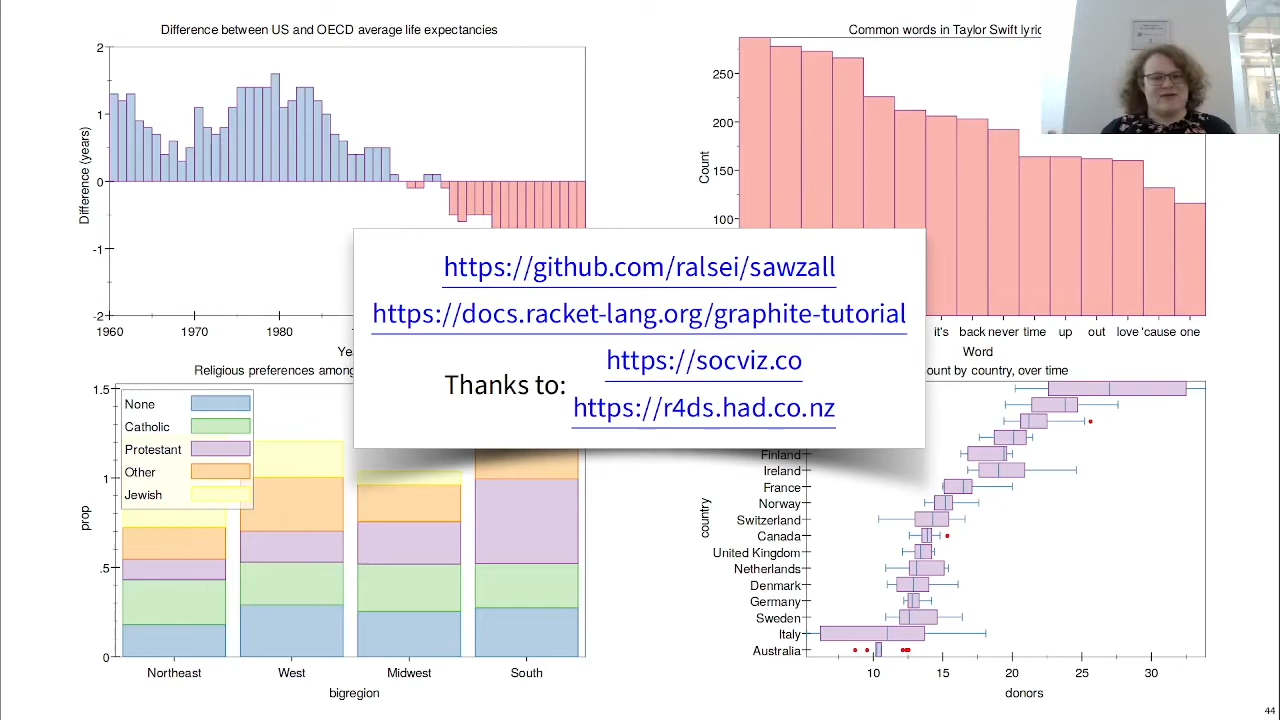 Difference between US and OECD average life expectancies
Difference (years)
2
1
0
-1
-2
1960
1970
1980
Common words in Taylor Swift
Count
250
200
150
100
it's back never time up out love 'cause one
Word
https://github.com/ralsei/sawzall
https://docs.racket-lang.org/graphite-tutorial
Thanks to:
https://socviz.co
https://r4ds.had.co.nz
Religious preferences among
prop
1.5
1
.5
0
None
Catholic
Protestant
Other
Jewish
Northeast West Midwest South
bigregion
by country, over time
country
Finland
Ireland
France
Norway
Switzerland
Canada
United Kingdom
Netherlands
Denmark
Germany
Sweden
Italy
Australia
10 15 20 25 30
donors
44